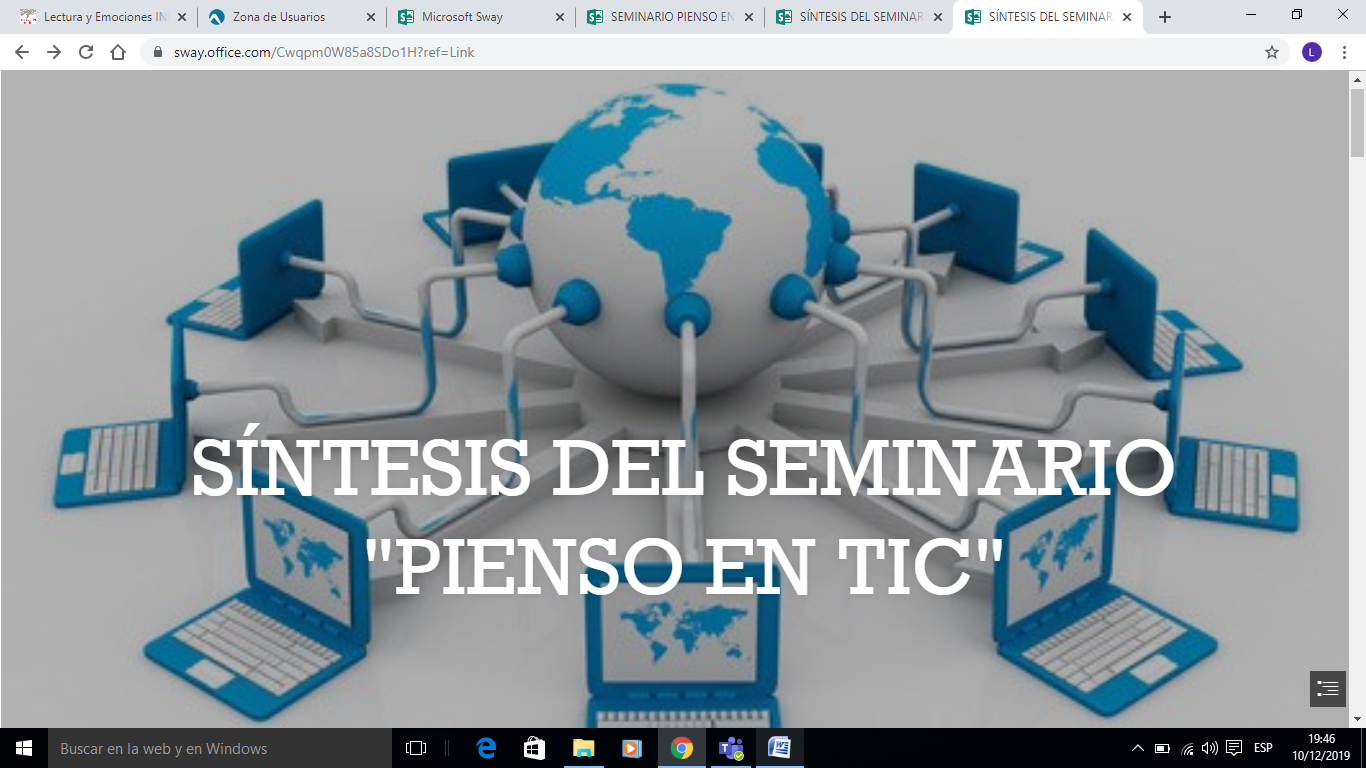 Lectura y Emociones IN
Zona de Usuarios
Microsoft Sway
SEMINARIO PIENSO EN
SÍNTESIS DEL SEMINAR
SÍNTESIS DEL SEMINAR
sway.office.com/Cwqpm0W85a8SDo1H?ref=Link
L
SÍNTESIS DEL SEMINARIO
"PIENSO EN TIC"
Buscar en la web y en Windows
ESP
19:46
10/12/2019